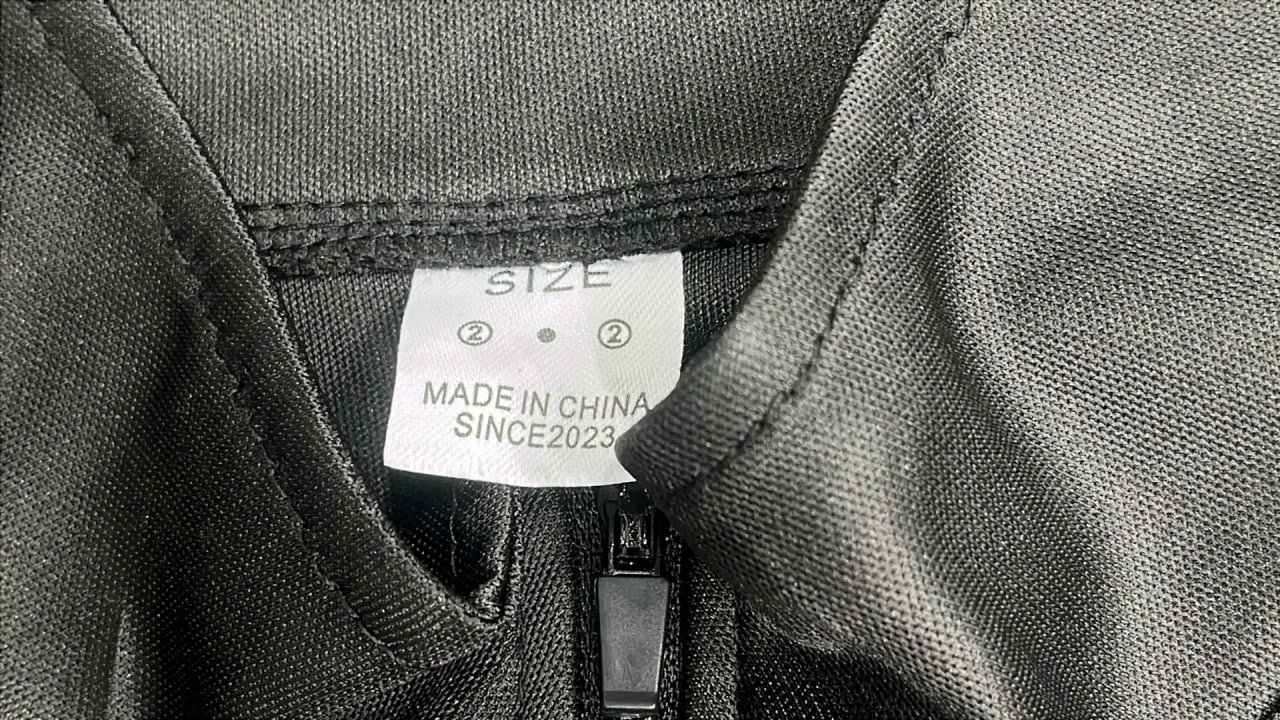 SIZE
② • ②
MADE IN CHINA
SINCE2023